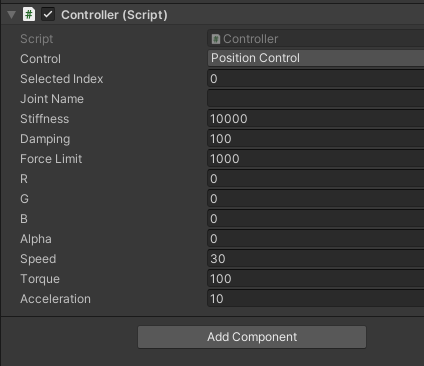 # Controller (Script)
Script Controller
Control Position Control
Selected Index 0
Joint Name
Stiffness 10000
Damping 100
Force Limit 1000
R 0
G 0
B 0
Alpha 0
Speed 30
Torque 100
Acceleration 10
Add Component